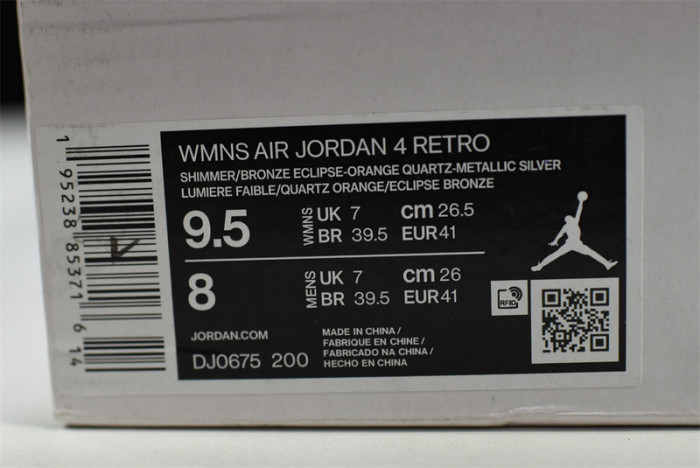 WMNS AIR JORDAN 4 RETRO
SHIMMER/BRONZE ECLIPSE-ORANGE QUARTZ-METALLIC SILVER
LUMIERE FAIBLE/QUARTZ ORANGE/ECLIPSE BRONZE
9.5 WMNS UK 7 cm 26.5
BR 39.5 EUR 41
8 MENS UK 7 cm 26
BR 39.5 EUR 41
RFID
JORDAN.COM
DJ0675 200
MADE IN CHINA /
FABRIQUE EN CHINE /
FABRICADO NA CHINA /
HECHO EN CHINA
1 95238 85371 6 14